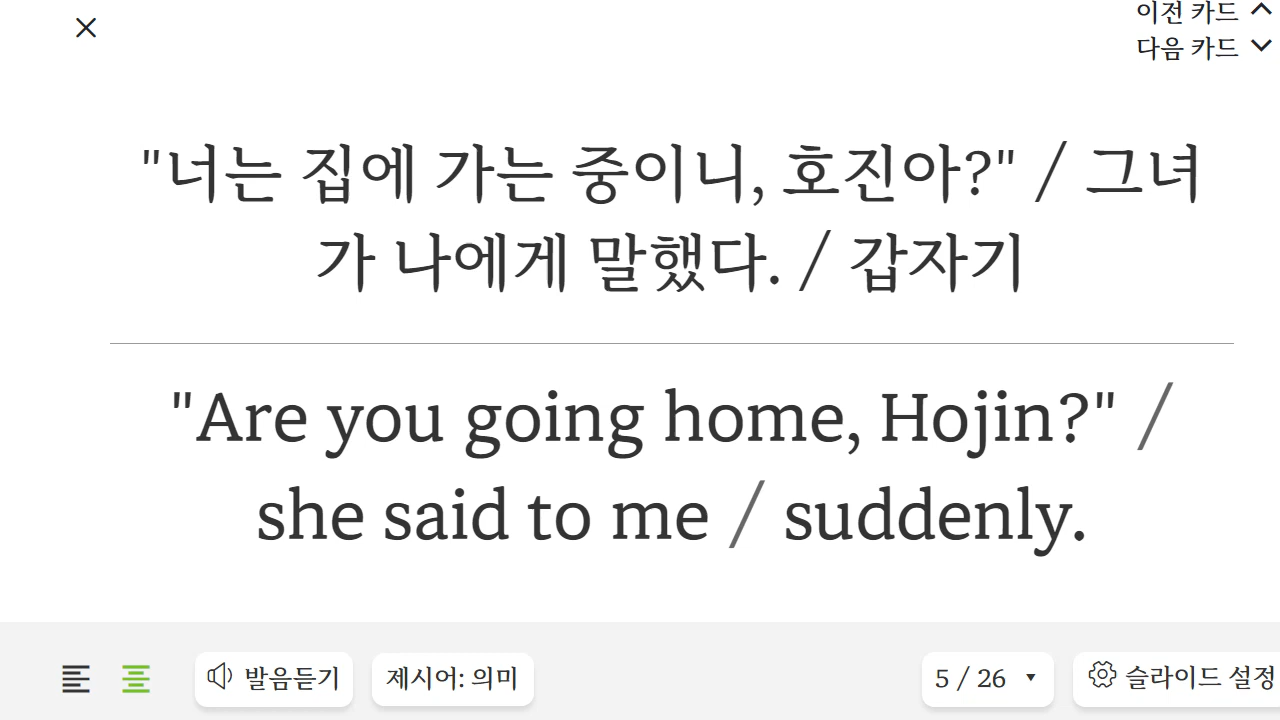 이전 카드
다음 카드
"너는 집에 가는 중이니, 호진아?" / 그녀
가 나에게 말했다. / 갑자기
"Are you going home, Hojin?" /
she said to me / suddenly.
발음듣기
제시어: 의미
5 / 26
슬라이드 설정